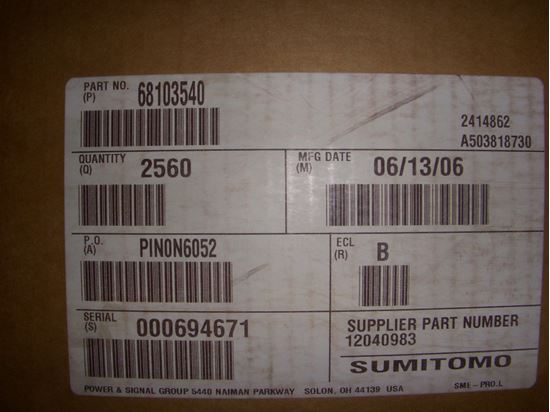 PART NO. 68103540
(P)
2414862
A503818730
QUANTITY 2560
(Q)
MFG DATE 06/13/06
(M)
P.O. PIN0N6052
(A)
ECL B
(R)
SERIAL 000694671
(S)
SUPPLIER PART NUMBER
12040983
SUMITOMO
POWER & SIGNAL GROUP 5440 NAIMAN PARKWAY SOLON, OH 44139 USA SME-PRO.L